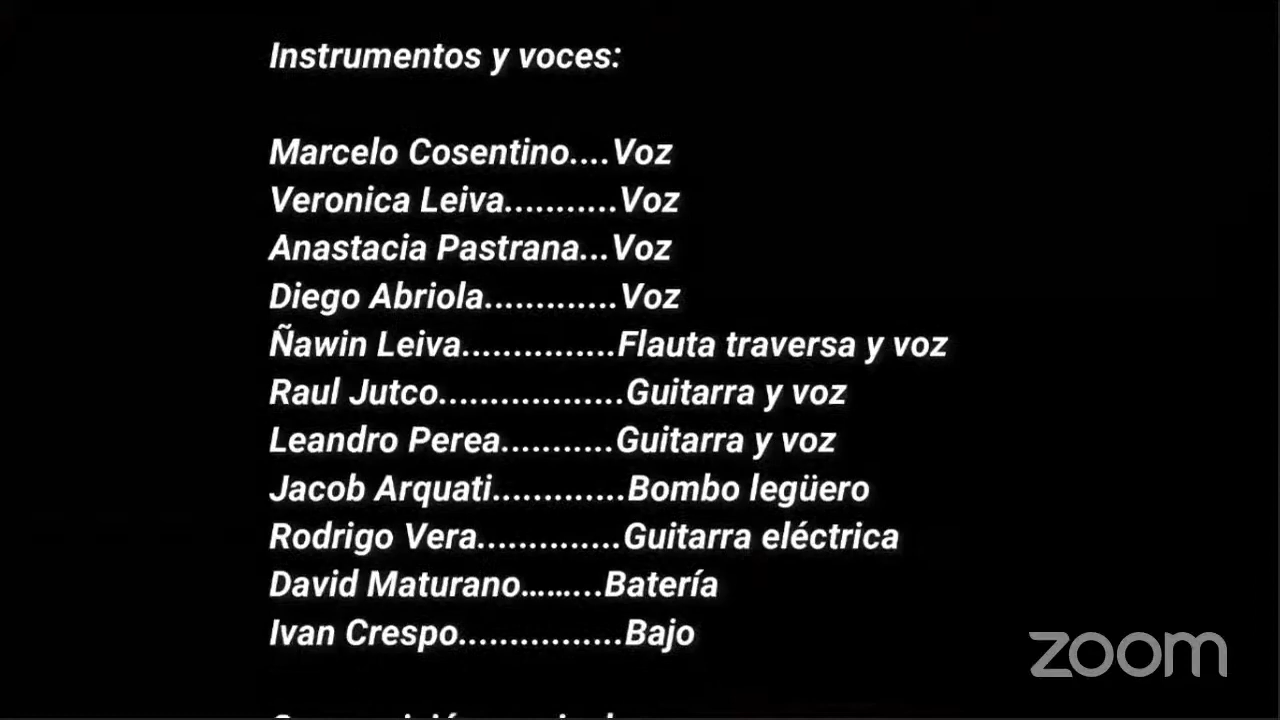 Instrumentos y voces:
Marcelo Cosentino....Voz
Veronica Leiva...........Voz
Anastacia Pastrana...Voz
Diego Abriola.............Voz
Ñawin Leiva...............Flauta traversa y voz
Raul Jutco..................Guitarra y voz
Leandro Perea...........Guitarra y voz
Jacob Arquati.............Bombo legüero
Rodrigo Vera..............Guitarra eléctrica
David Maturano……...Batería
Ivan Crespo................Bajo
zoom